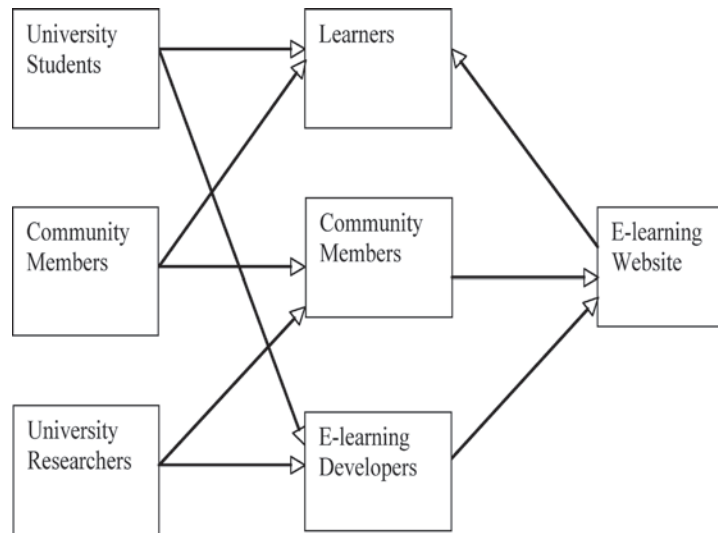 University
Students
Learners
Community
Members
Community
Members
E-learning
Website
University
Researchers
E-learning
Developers